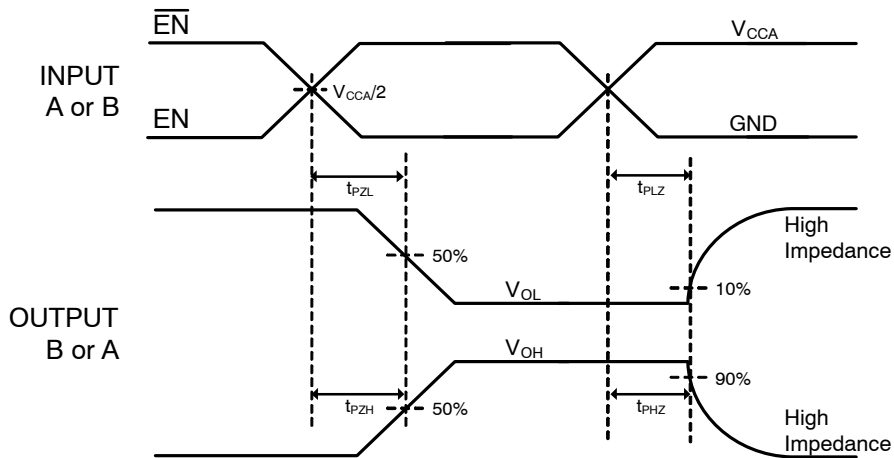 EN
INPUT
A or B
V_CCA/2
V_CCA
EN
GND
t_PZL
t_PLZ
High
Impedance
50%
10%
V_OL
OUTPUT
B or A
V_OH
90%
t_PZH
50%
t_PHZ
High
Impedance